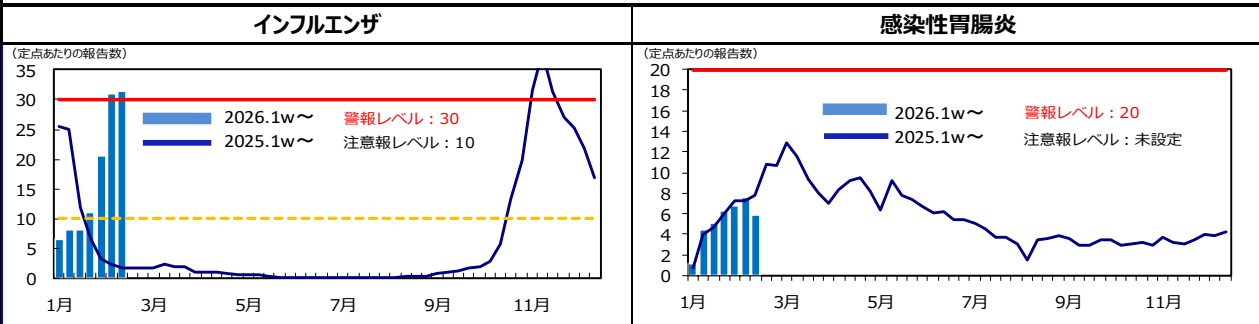 インフルエンザ
(定点あたりの報告数)
35
30
25
20
15
10
5
0
2026.1w～ 警報レベル：30
2025.1w～ 注意報レベル：10
1月 3月 5月 7月 9月 11月
感染性胃腸炎
(定点あたりの報告数)
20
18
16
14
12
10
8
6
4
2
0
2026.1w～ 警報レベル：20
2025.1w～ 注意報レベル：未設定
1月 3月 5月 7月 9月 11月